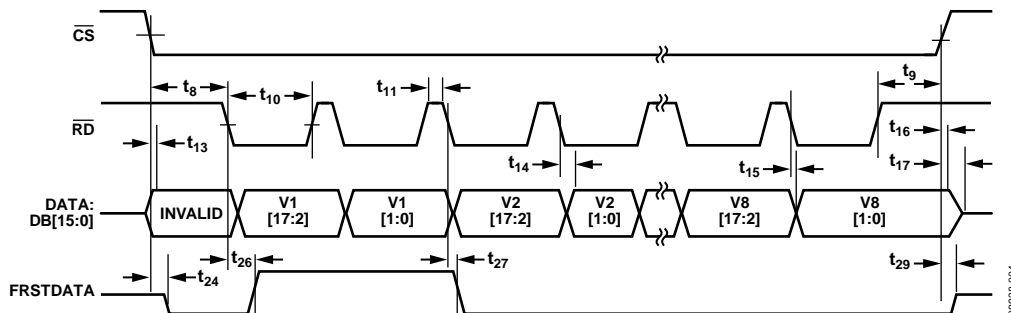 CS
t8
t10
t11
t9
RD
t13
t14
t15
t16
t17
DATA:
DB[15:0]
INVALID
V1
[17:2]
V1
[1:0]
V2
[17:2]
V2
[1:0]
V8
[17:2]
V8
[1:0]
t24
t26
t27
t29
FRSTDATA